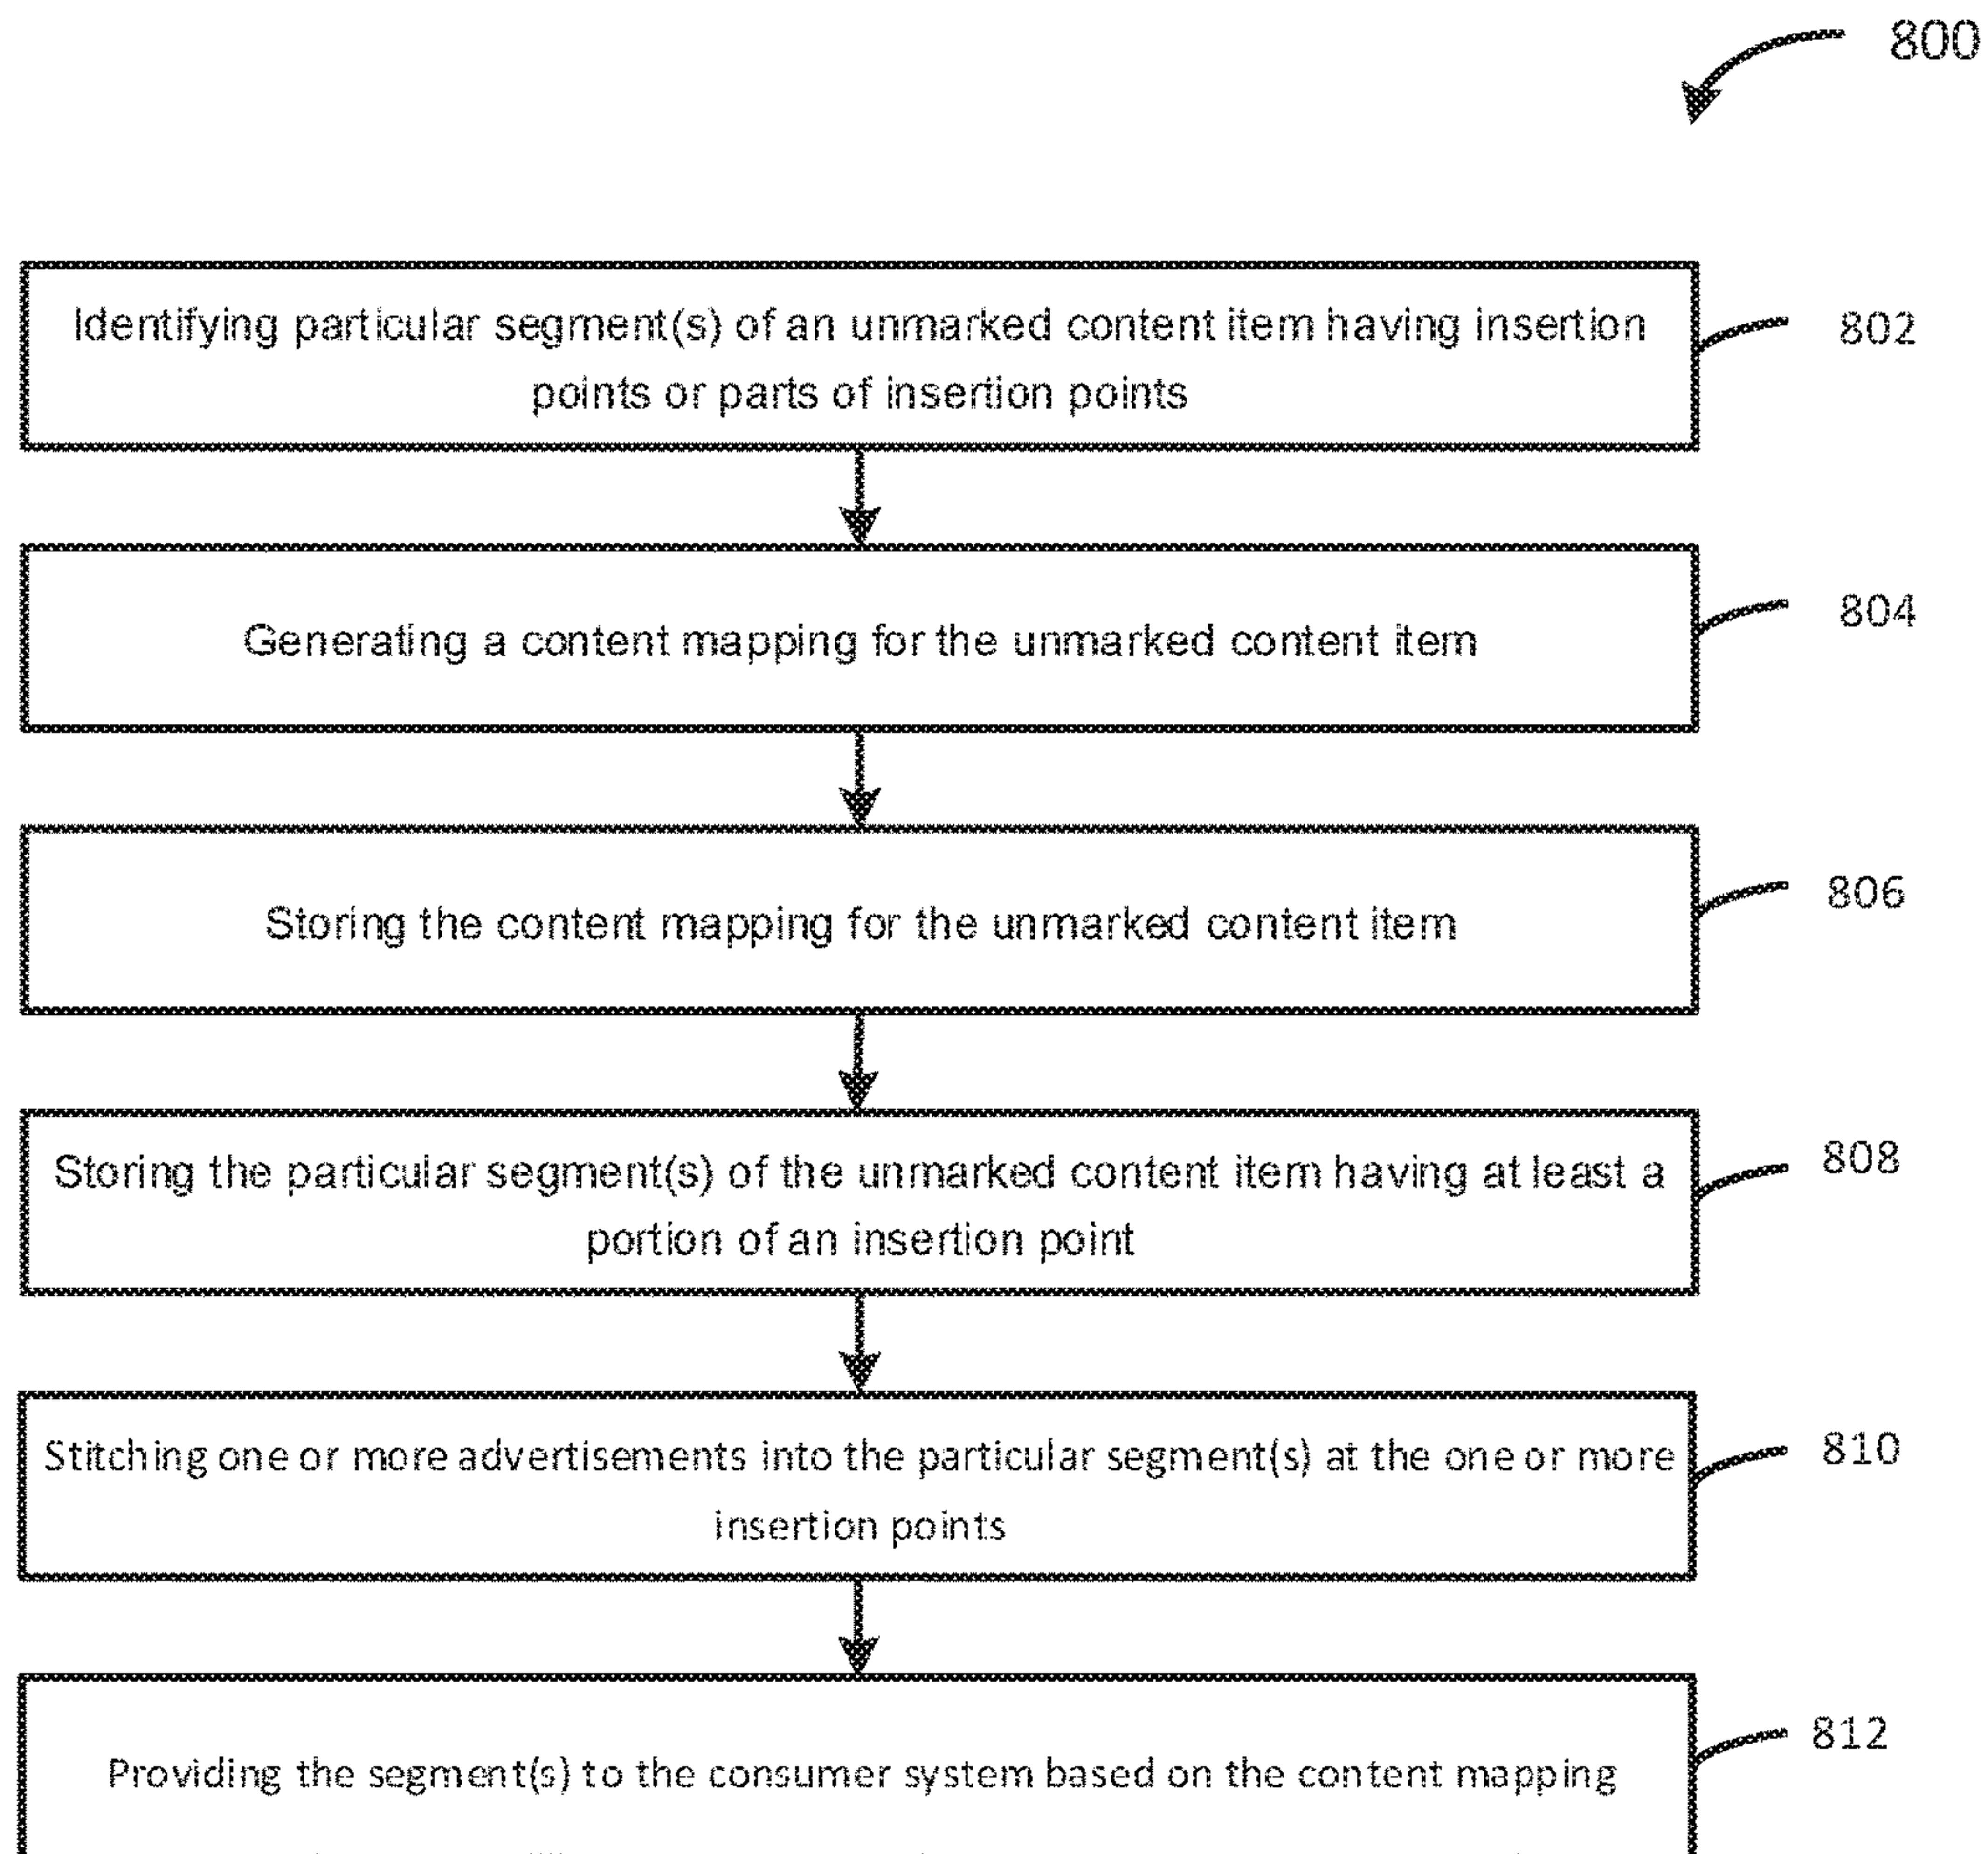 800
Identifying particular segment(s) of an unmarked content item having insertion
points or parts of insertion points
802
Generating a content mapping for the unmarked content item
804
Storing the content mapping for the unmarked content item
806
Storing the particular segment(s) of the unmarked content item having at least a
portion of an insertion point
808
Stitching one or more advertisements into the particular segment(s) at the one or more
insertion points
810
Providing the segment(s) to the consumer system based on the content mapping
812